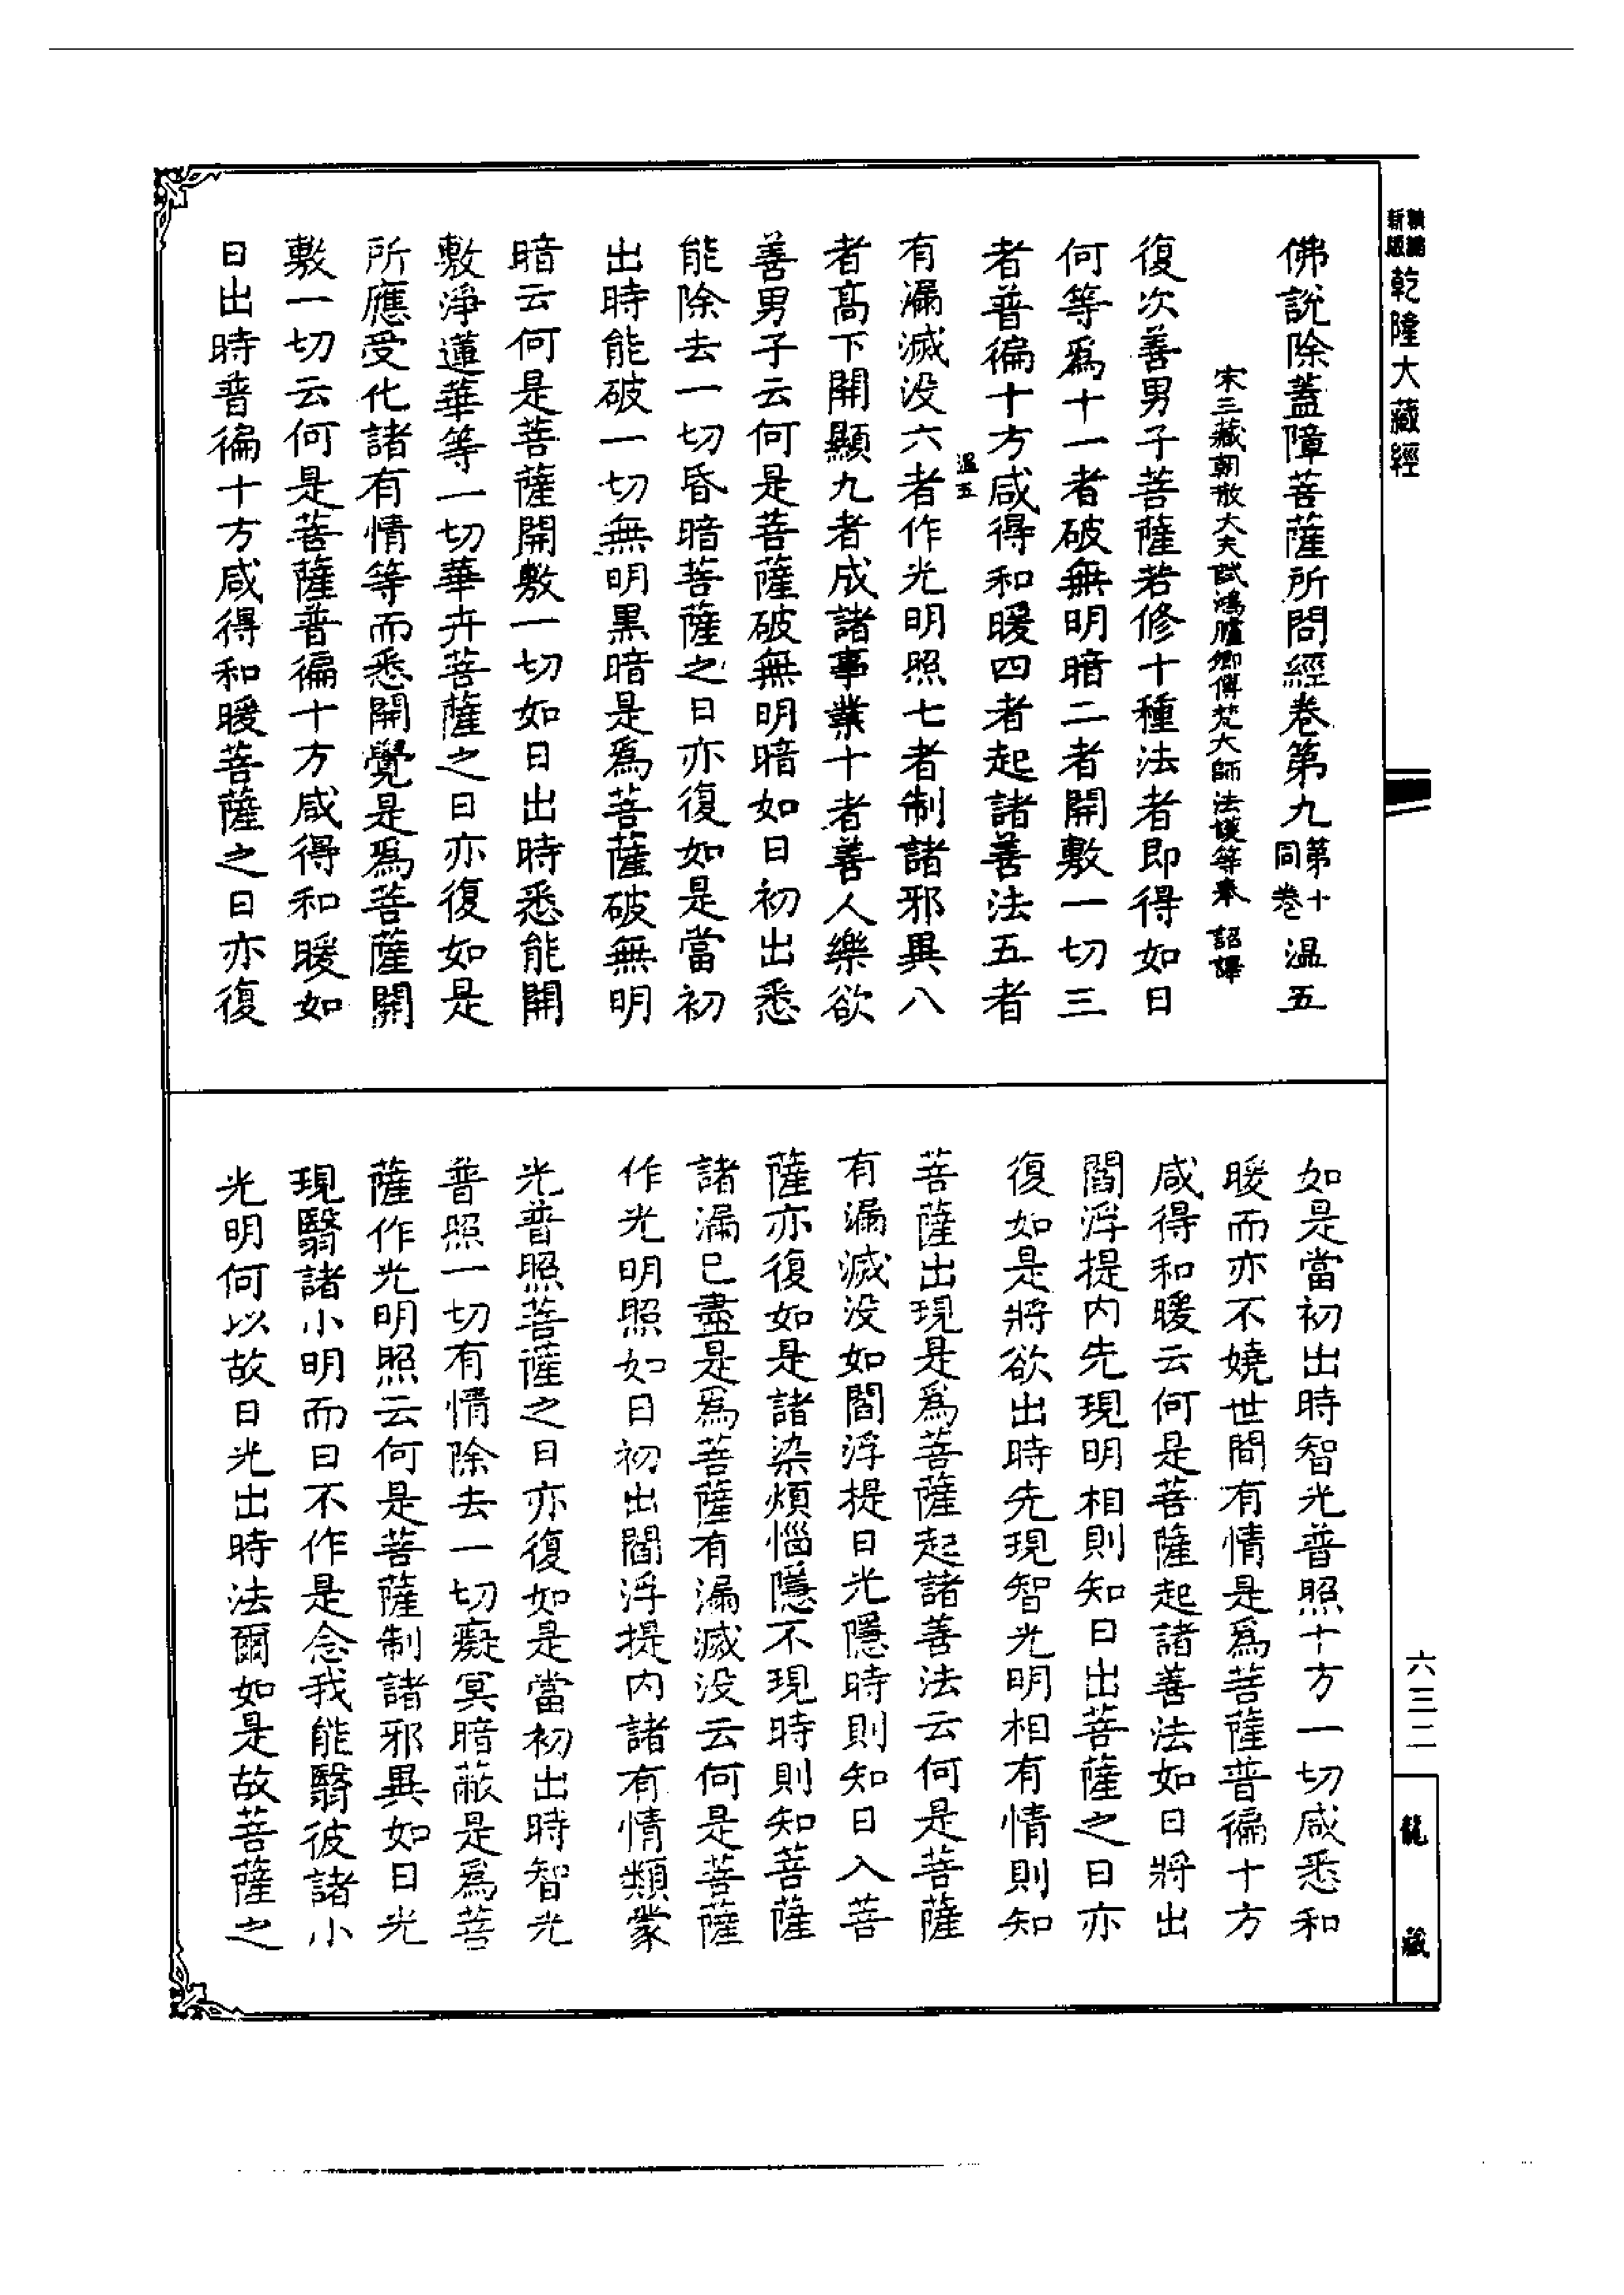 新版精編乾隆大藏經
佛說除蓋障菩薩所問經卷第九第十同卷 溫五
宋三藏朝散大夫試鴻臚卿傳梵大師法護等奉 詔譯
復次善男子菩薩若修十種法者即得如日
何等爲十一者破無明暗二者開敷一切三
者普徧十方咸得和暖四者起諸善法五者
溫五
有漏滅没六者作光明照七者制諸邪異八
者高下開顯九者成諸事業十者善人樂欲
善男子云何是菩薩破無明暗如日初出悉
能除去一切昏暗菩薩之日亦復如是當初
出時能破一切無明黑暗是爲菩薩破無明
暗云何是菩薩開敷一切如日出時悉能開
敷淨蓮華等一切華卉菩薩之日亦復如是
所應受化諸有情等而悉開覺是爲菩薩開
敷一切云何是菩薩普徧十方咸得和暖如
日出時普徧十方咸得和暖菩薩之日亦復
如是當初出時智光普照十方一切咸悉和
暖而亦不嬈世間有情是爲菩薩普徧十方
咸得和暖云何是菩薩起諸善法如日將出
閻浮提内先現明相則知日出菩薩之日亦
復如是將欲出時先現智光明相有情則知
菩薩出現是爲菩薩起諸善法云何是菩薩
有漏滅没如閻浮提日光隱時則知日入菩
薩亦復如是諸染煩惱隱不現時則知菩薩
諸漏已盡是爲菩薩有漏滅没云何是菩薩
作光明照如日初出閻浮提内諸有情類蒙
光普照菩薩之日亦復如是當初出時智光
普照一切有情除去一切癡冥暗蔽是爲菩
薩作光明照云何是菩薩制諸邪異如日光
現翳諸小明而日不作是念我能翳彼諸小
光明何以故日光出時法爾如是故菩薩之
六三二
龍藏